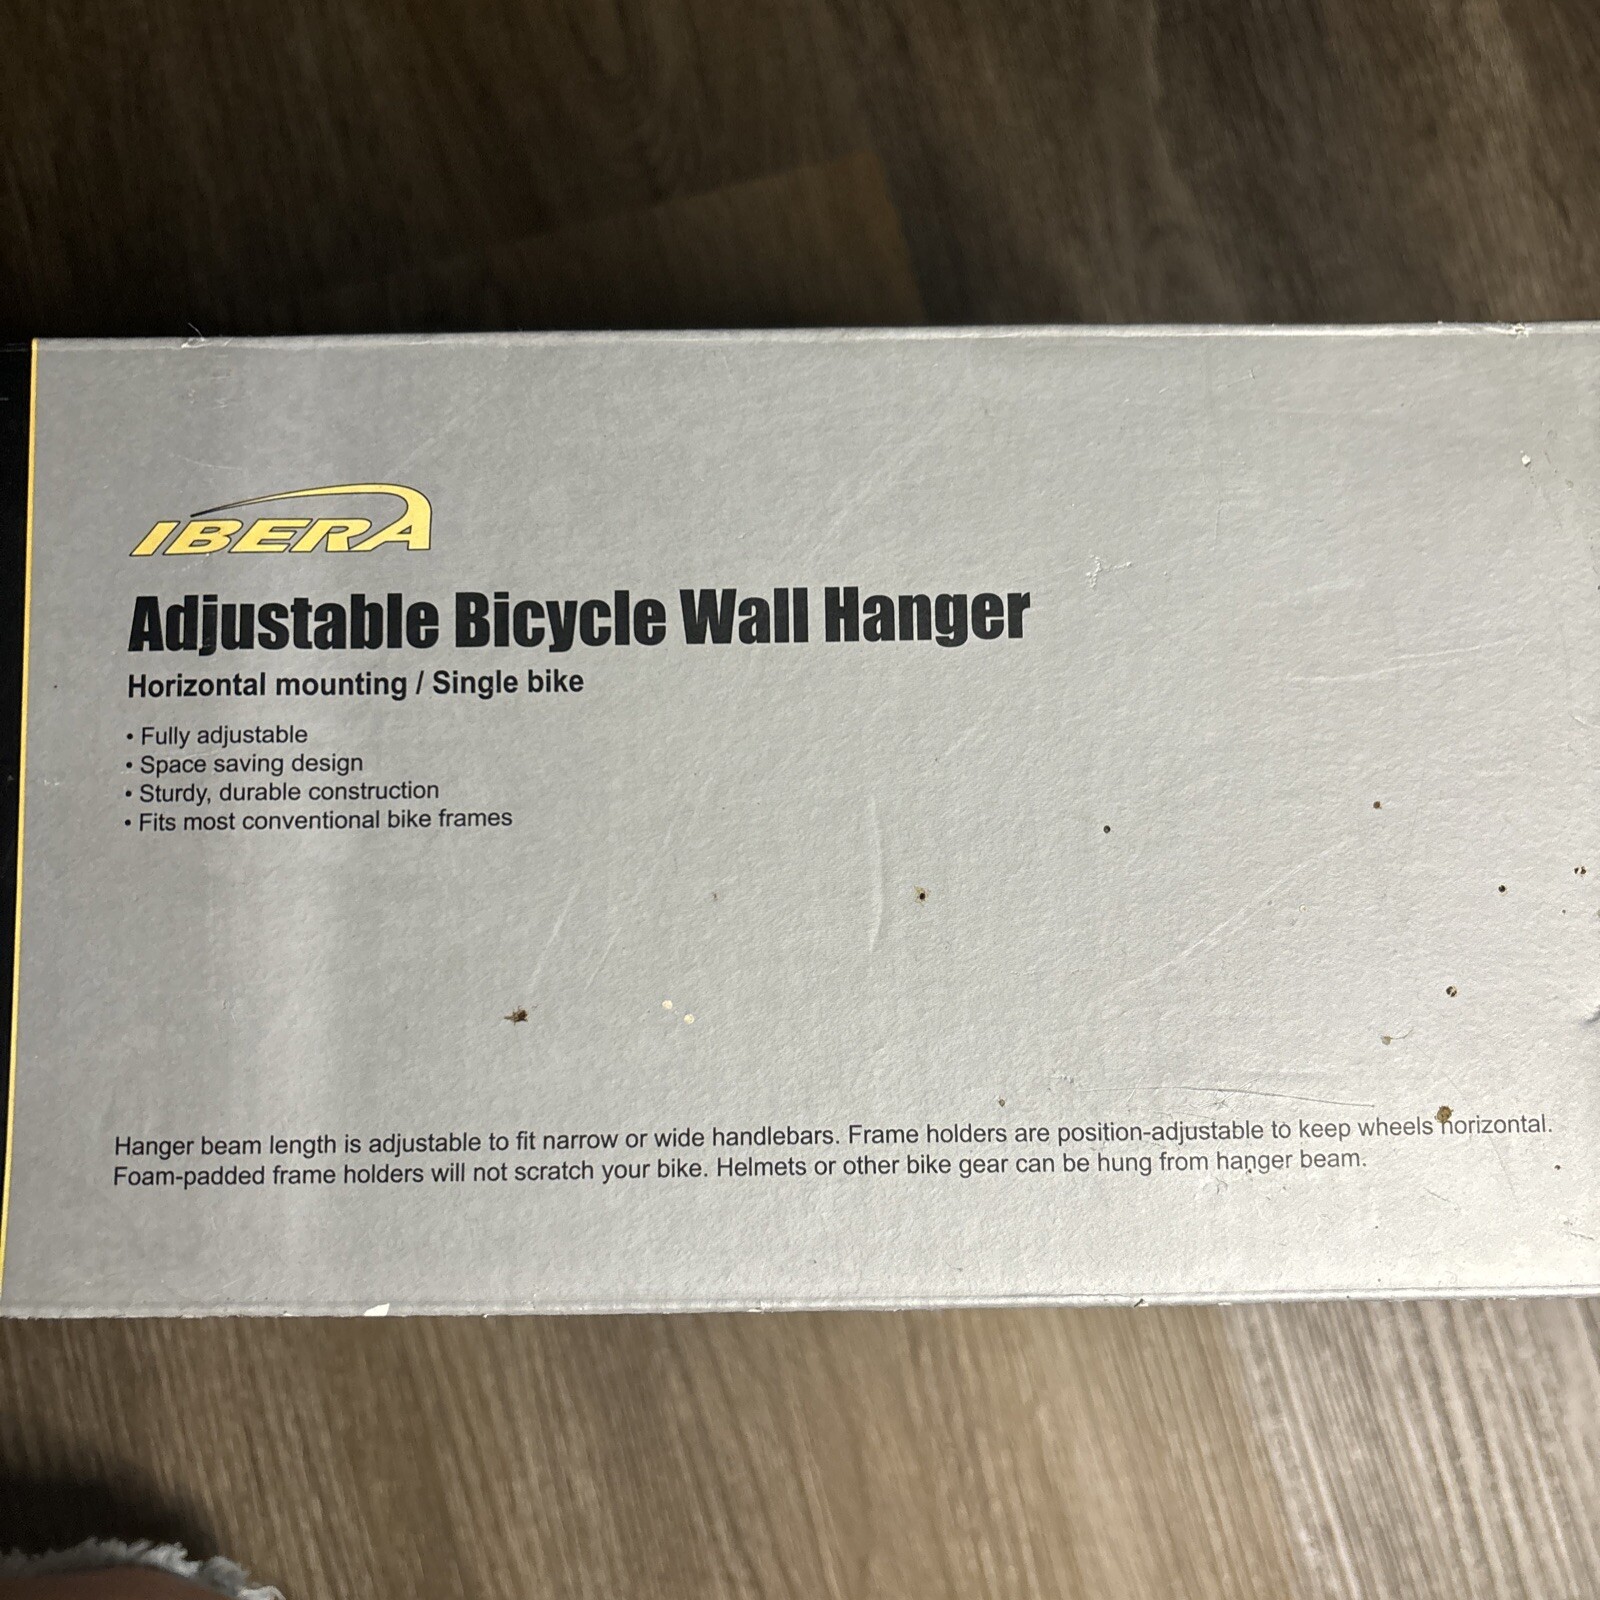 IBERA
Adjustable Bicycle Wall Hanger
Horizontal mounting / Single bike
• Fully adjustable
• Space saving design
• Sturdy, durable construction
• Fits most conventional bike frames
Hanger beam length is adjustable to fit narrow or wide handlebars. Frame holders are position-adjustable to keep wheels horizontal.
Foam-padded frame holders will not scratch your bike. Helmets or other bike gear can be hung from hanger beam.